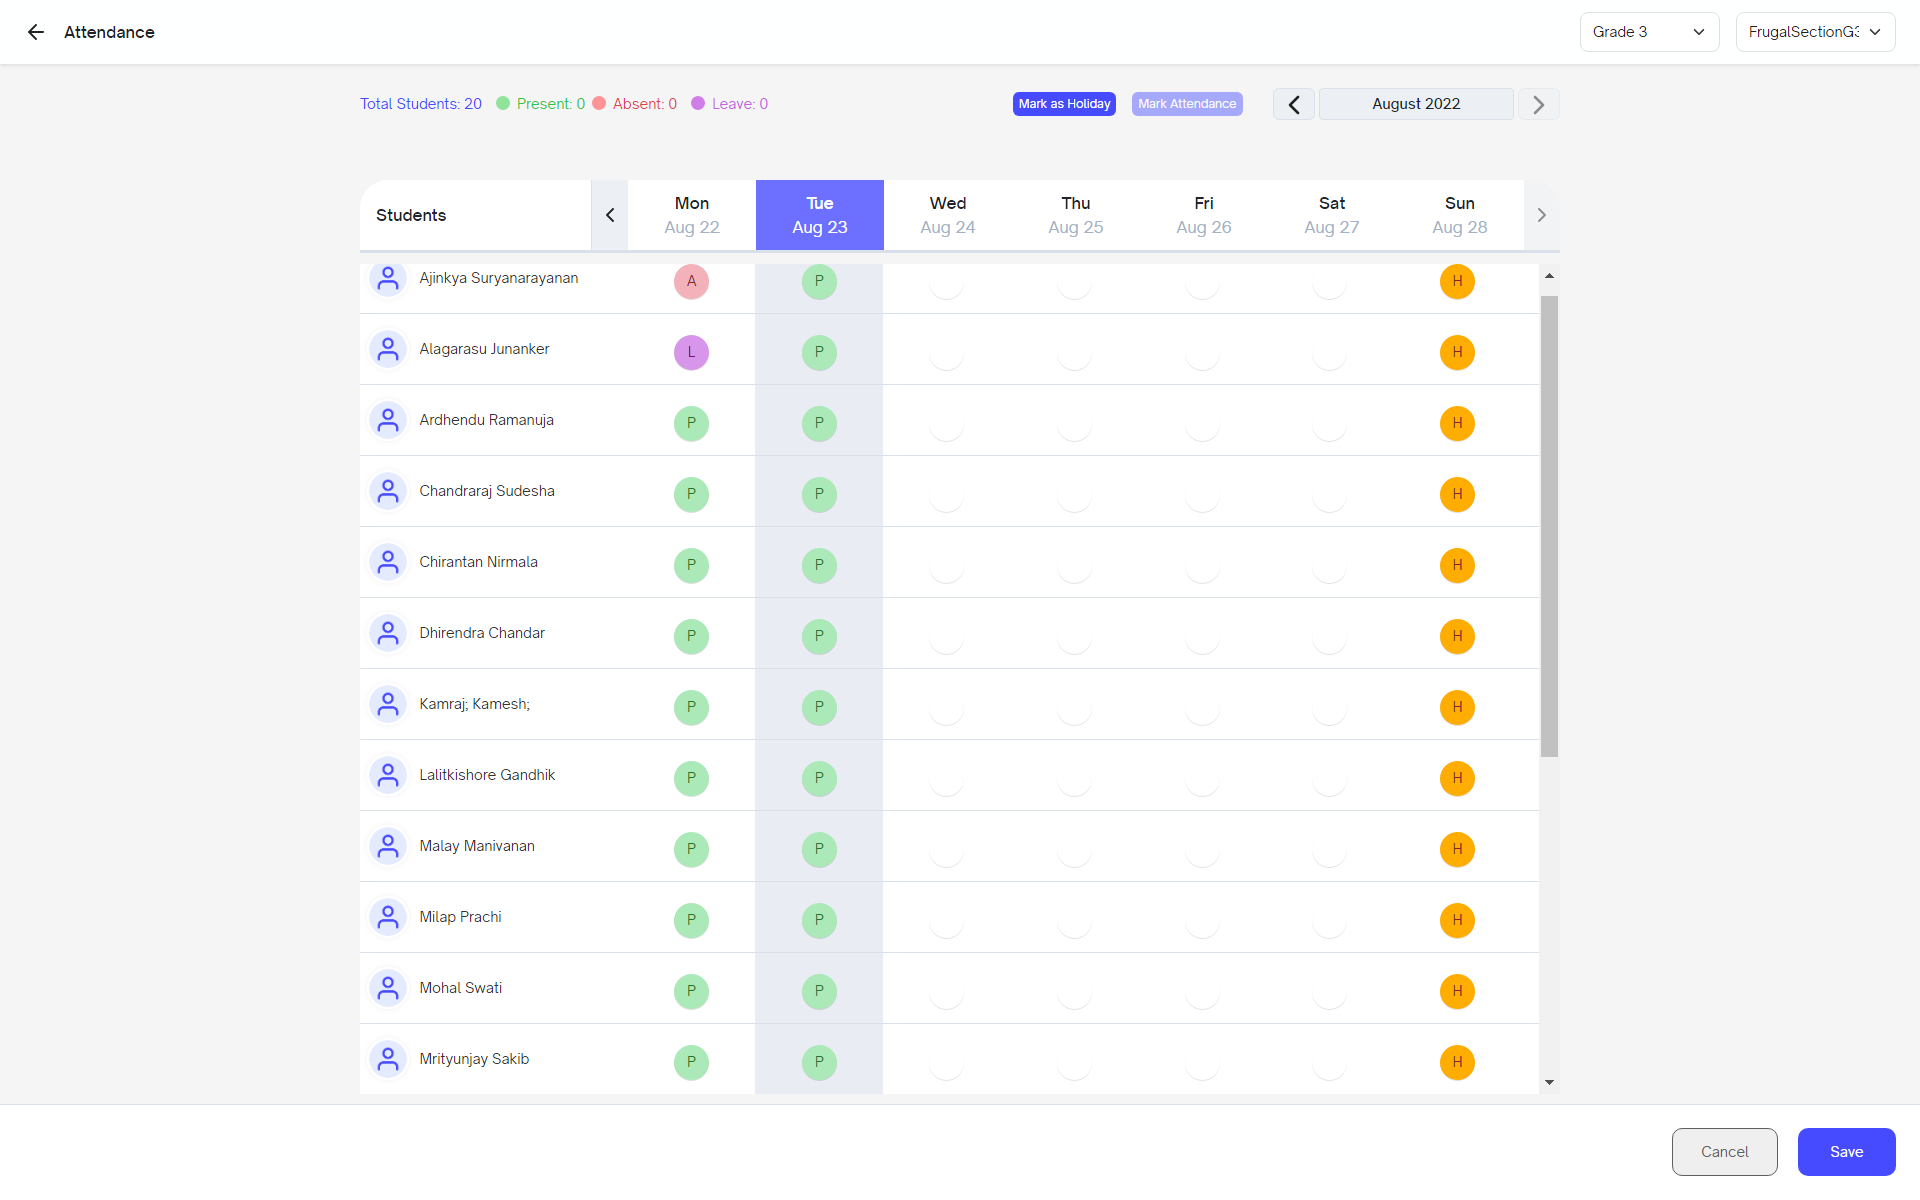 Attendance
Grade 3
FrugalSectionG3
Total Students: 20 Present: 0 Absent: 0 Leave: 0
Mark as Holiday
Mark Attendance
August 2022
Students
Mon Tue Wed Thu Fri Sat Sun
Aug 22 Aug 23 Aug 24 Aug 25 Aug 26 Aug 27 Aug 28
Ajinkya Suryanarayanan A P H
Alagarasu Junanker L P H
Ardhendu Ramanuja P P H
Chandraraj Sudesha P P H
Chirantan Nirmala P P H
Dhirendra Chandar P P H
Kamraj; Kamesh; P P H
Lalitkishore Gandhik P P H
Malay Manivanan P P H
Milap Prachi P P H
Mohal Swati P P H
Mrityunjay Sakib P P H
Cancel
Save